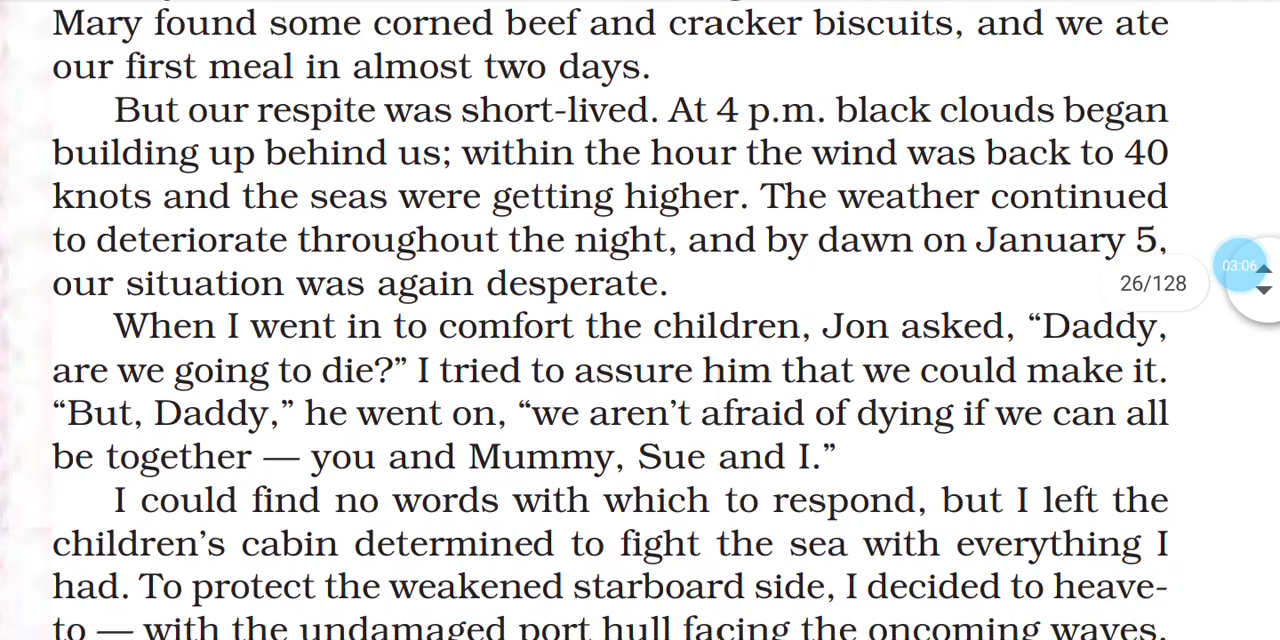 Mary found some corned beef and cracker biscuits, and we ate
our first meal in almost two days.
But our respite was short-lived. At 4 p.m. black clouds began
building up behind us; within the hour the wind was back to 40
knots and the seas were getting higher. The weather continued
to deteriorate throughout the night, and by dawn on January 5,
our situation was again desperate.
When I went in to comfort the children, Jon asked, “Daddy,
are we going to die?” I tried to assure him that we could make it.
“But, Daddy,” he went on, “we aren’t afraid of dying if we can all
be together — you and Mummy, Sue and I.”
I could find no words with which to respond, but I left the
children’s cabin determined to fight the sea with everything I
had. To protect the weakened starboard side, I decided to heave-
to — with the undamaged port hull facing the oncoming waves,
26/128
03:06